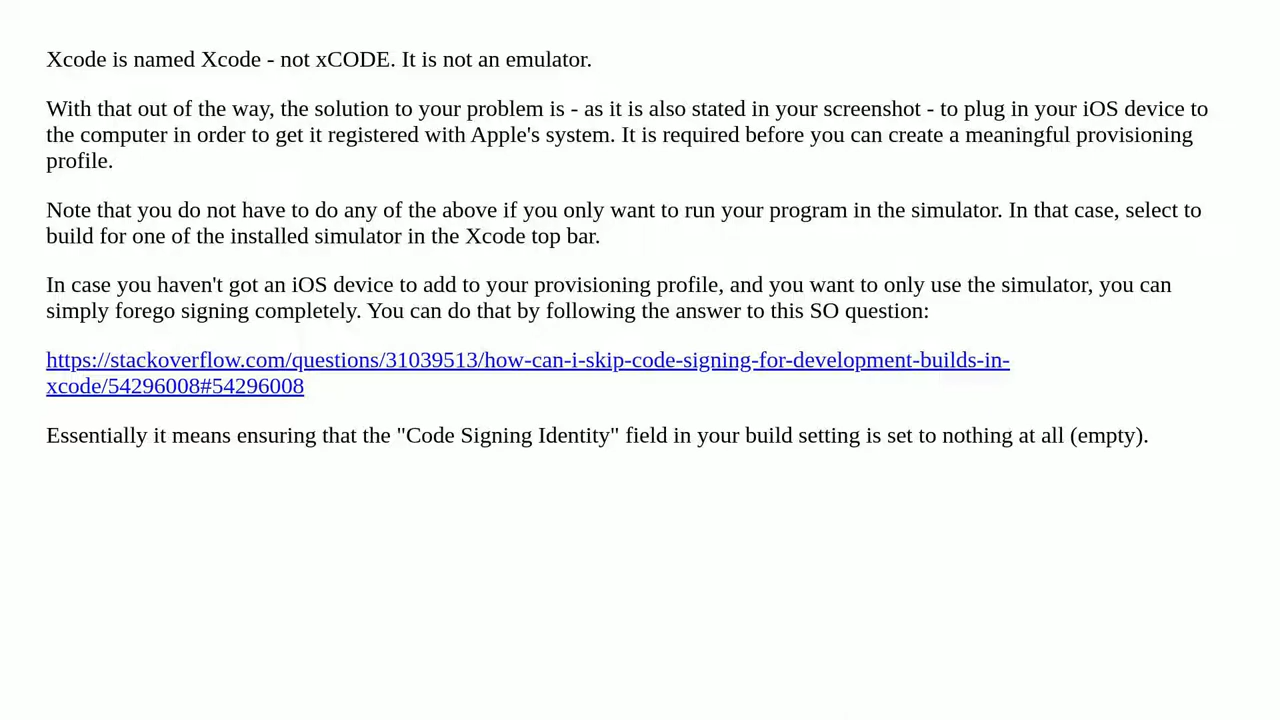 Xcode is named Xcode - not xCODE. It is not an emulator.
With that out of the way, the solution to your problem is - as it is also stated in your screenshot - to plug in your iOS device to
the computer in order to get it registered with Apple's system. It is required before you can create a meaningful provisioning
profile.
Note that you do not have to do any of the above if you only want to run your program in the simulator. In that case, select to
build for one of the installed simulator in the Xcode top bar.
In case you haven't got an iOS device to add to your provisioning profile, and you want to only use the simulator, you can
simply forego signing completely. You can do that by following the answer to this SO question:
https://stackoverflow.com/questions/31039513/how-can-i-skip-code-signing-for-development-builds-in-
xcode/54296008#54296008
Essentially it means ensuring that the "Code Signing Identity" field in your build setting is set to nothing at all (empty).